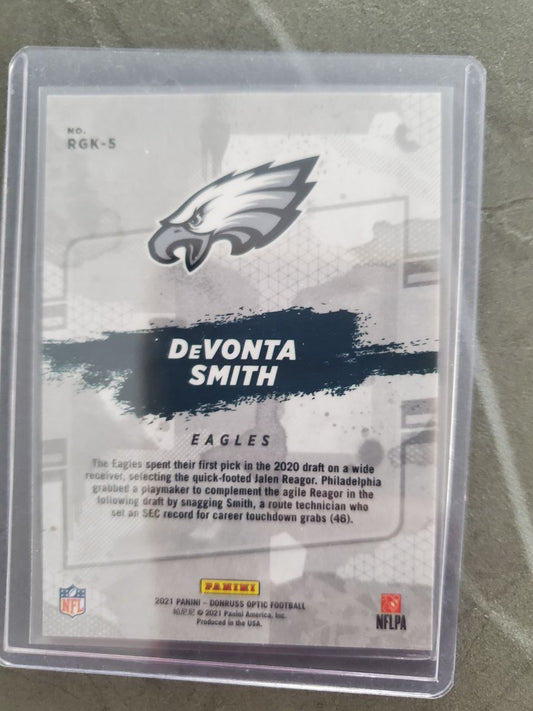 NO.
RGK-5
DeVONTA
SMITH
EAGLES
The Eagles spent their first pick in the 2020 draft on a wide
receiver, selecting the quick-footed Jalen Reagor. Philadelphia
grabbed a playmaker to complement the agile Reagor in the
following draft by snagging Smith, a route technician who
set an SEC record for career touchdown grabs (46).
PANINI
2021 PANINI – DONRUSS OPTIC FOOTBALL
© 2021 Panini America, Inc.
Produced in the USA.
NFL
NFLPA